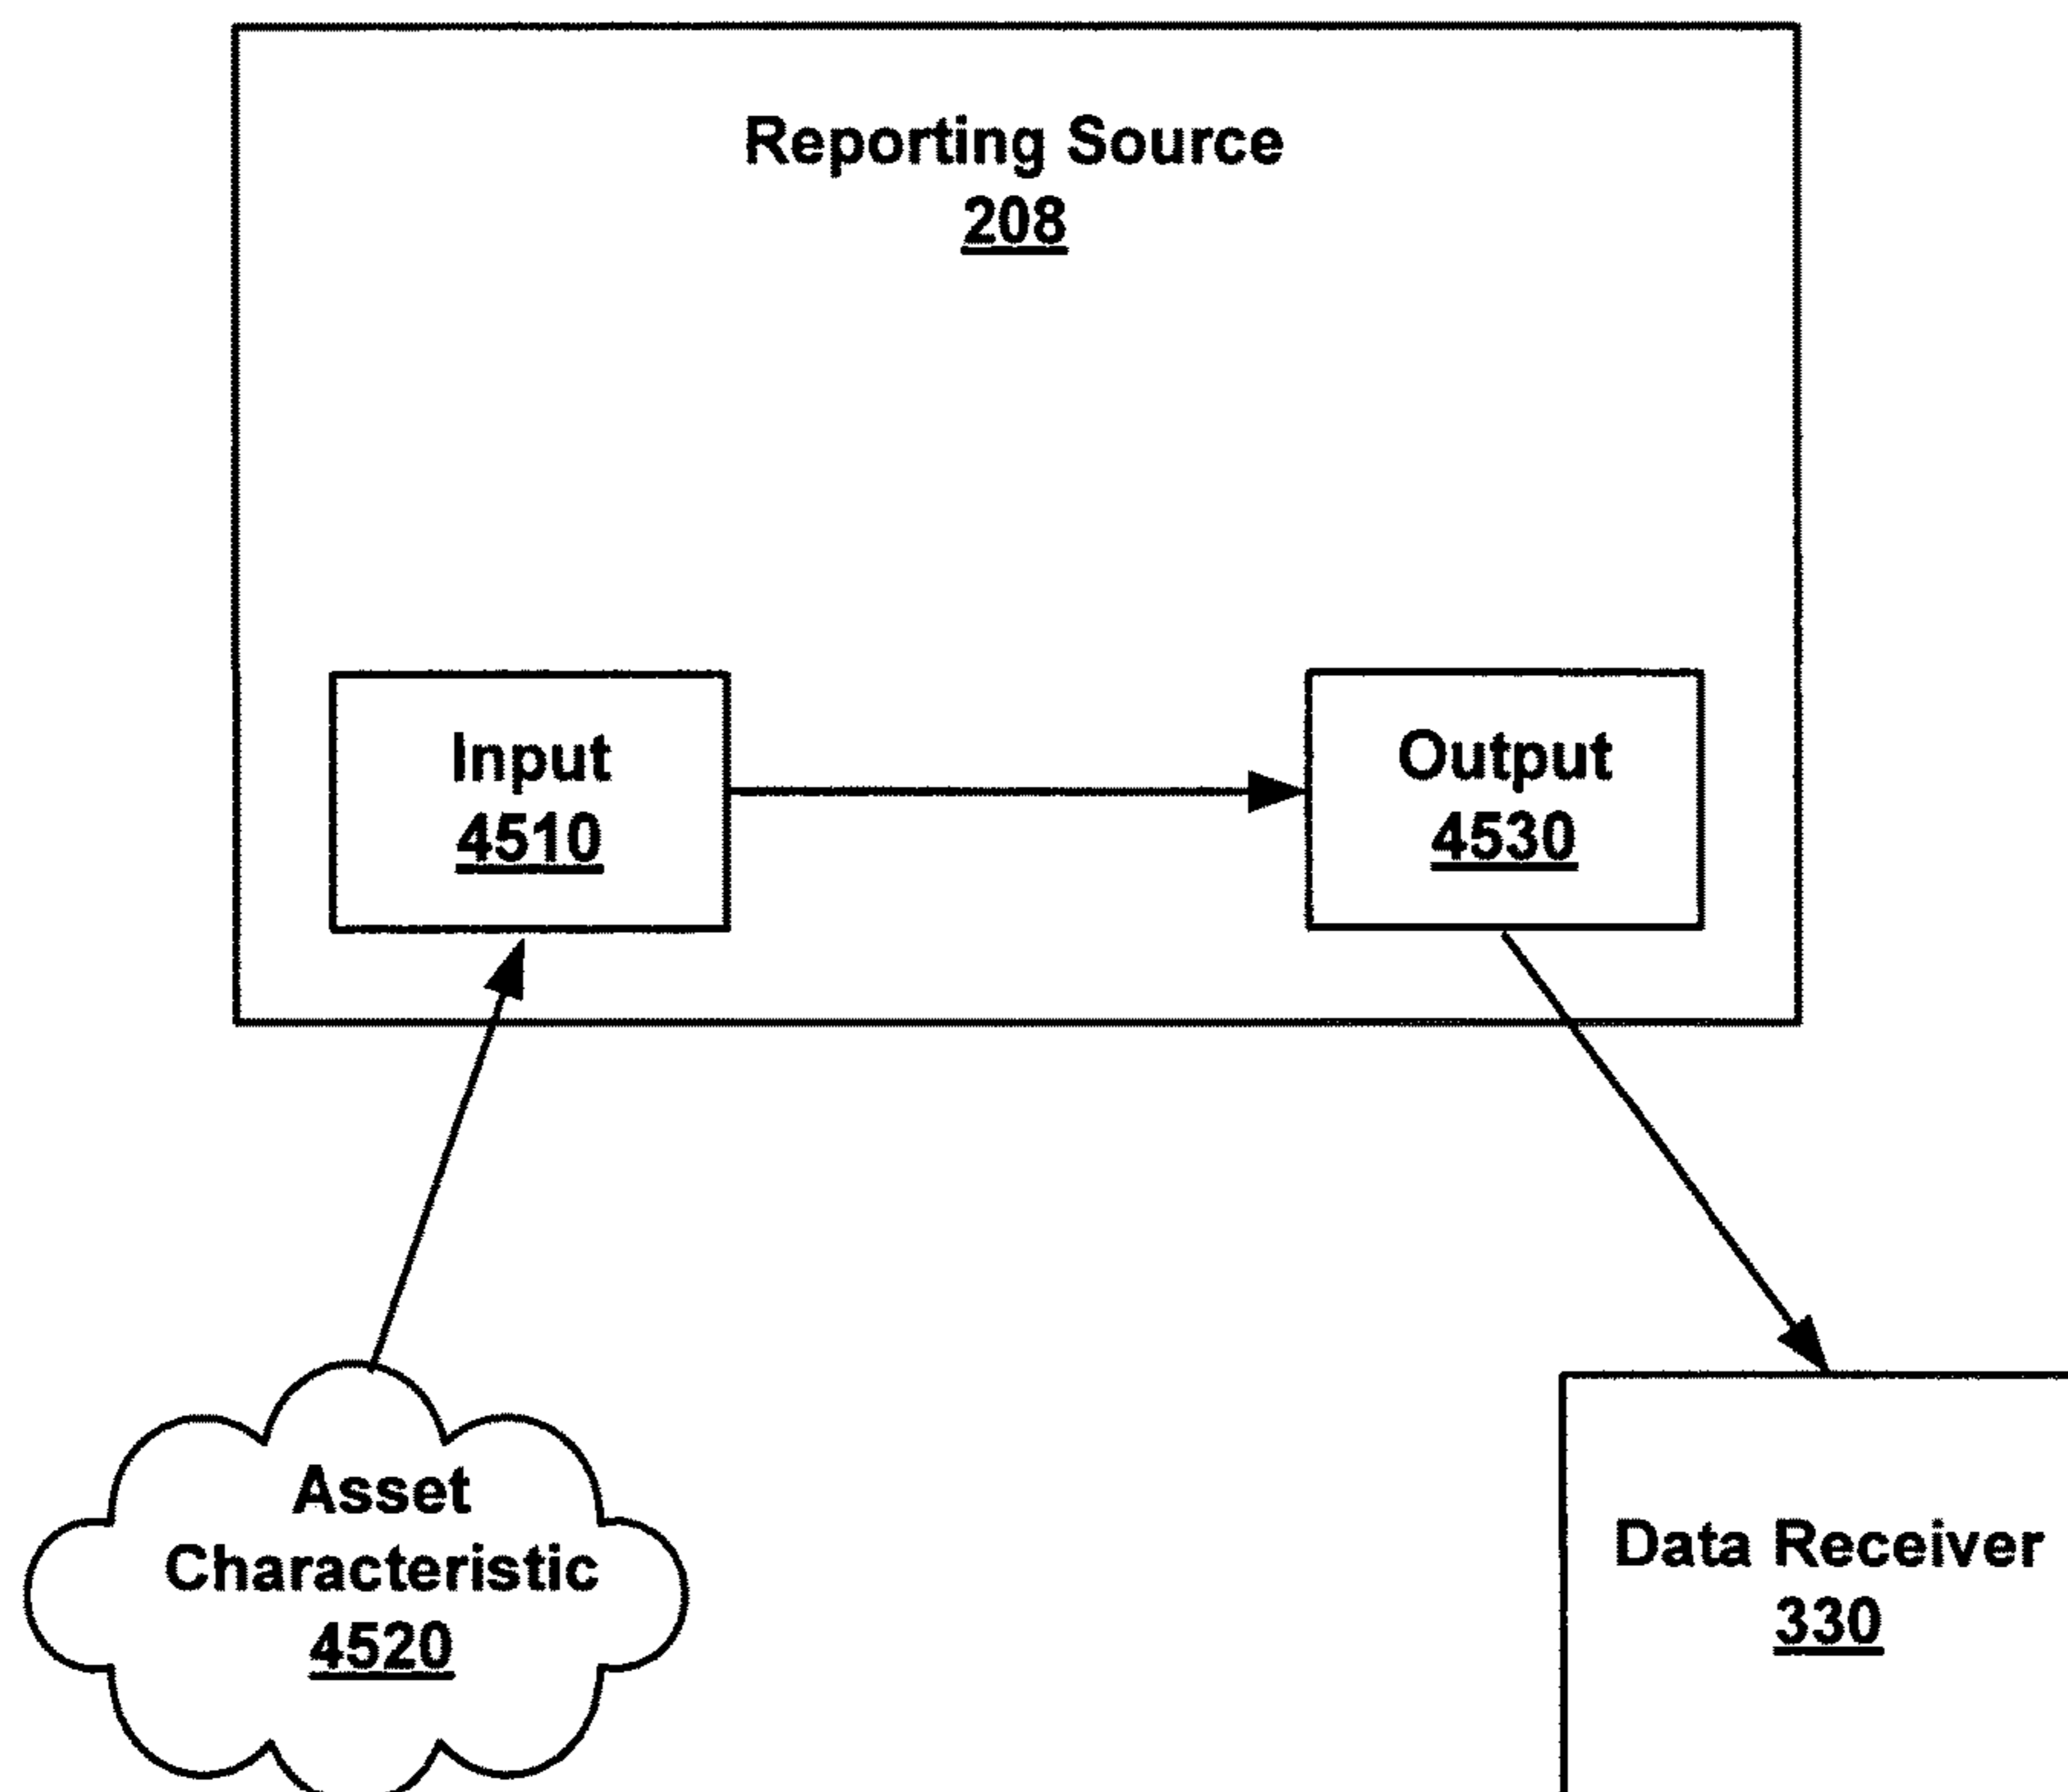 Reporting Source
208
Input
4510
Output
4530
Asset
Characteristic
4520
Data Receiver
330